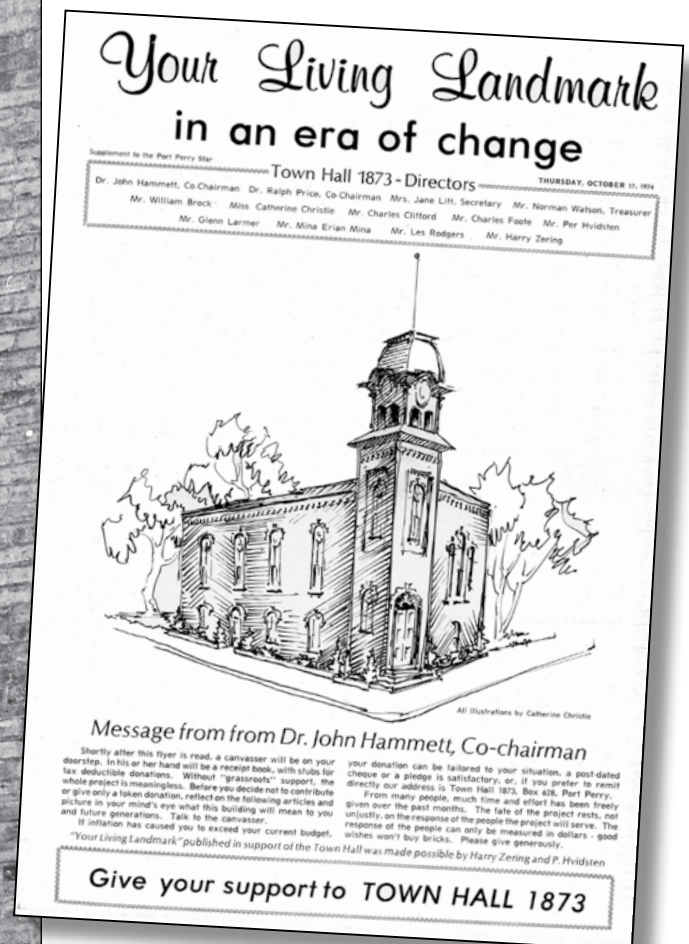 Your Living Landmark
in an era of change
Supplement to the Port Perry Star
THURSDAY, OCTOBER 17, 1974
Town Hall 1873 - Directors
Dr. John Hammett, Co-Chairman Dr. Ralph Price, Co-Chairman Mrs. Jane Litt, Secretary Mr. Norman Watson, Treasurer
Mr. William Brock Miss Catherine Christie Mr. Charles Clifford Mr. Charles Foote Mr. Per Hvidsten
Mr. Glenn Larmer Mr. Mina Erian Mina Mr. Les Rodgers Mr. Harry Zering
All illustrations by Catherine Christie
Message from from Dr. John Hammett, Co-chairman
Shortly after this flyer is read, a canvasser will be on your
doorstep. In his or her hand will be a receipt book, with stubs for
tax deductible donations. Without "grassroots" support, the
whole project is meaningless. Before you decide not to contribute
or give only a token donation, reflect on the following articles and
picture in your mind's eye what this building will mean to you
and future generations. Talk to the canvasser.
If inflation has caused you to exceed your current budget,
your donation can be tailored to your situation, a post-dated
cheque or a pledge is satisfactory, or, if you prefer to remit
directly our address is Town Hall 1873, Box 628, Port Perry.
From many people, much time and effort has been freely
given over the past months. The fate of the project rests, not
unjustly, on the response of the people the project will serve. The
response of the people can only be measured in dollars - good
wishes won't buy bricks. Please give generously.
"Your Living Landmark" published in support of the Town Hall was made possible by Harry Zering and P. Hvidsten
Give your support to TOWN HALL 1873